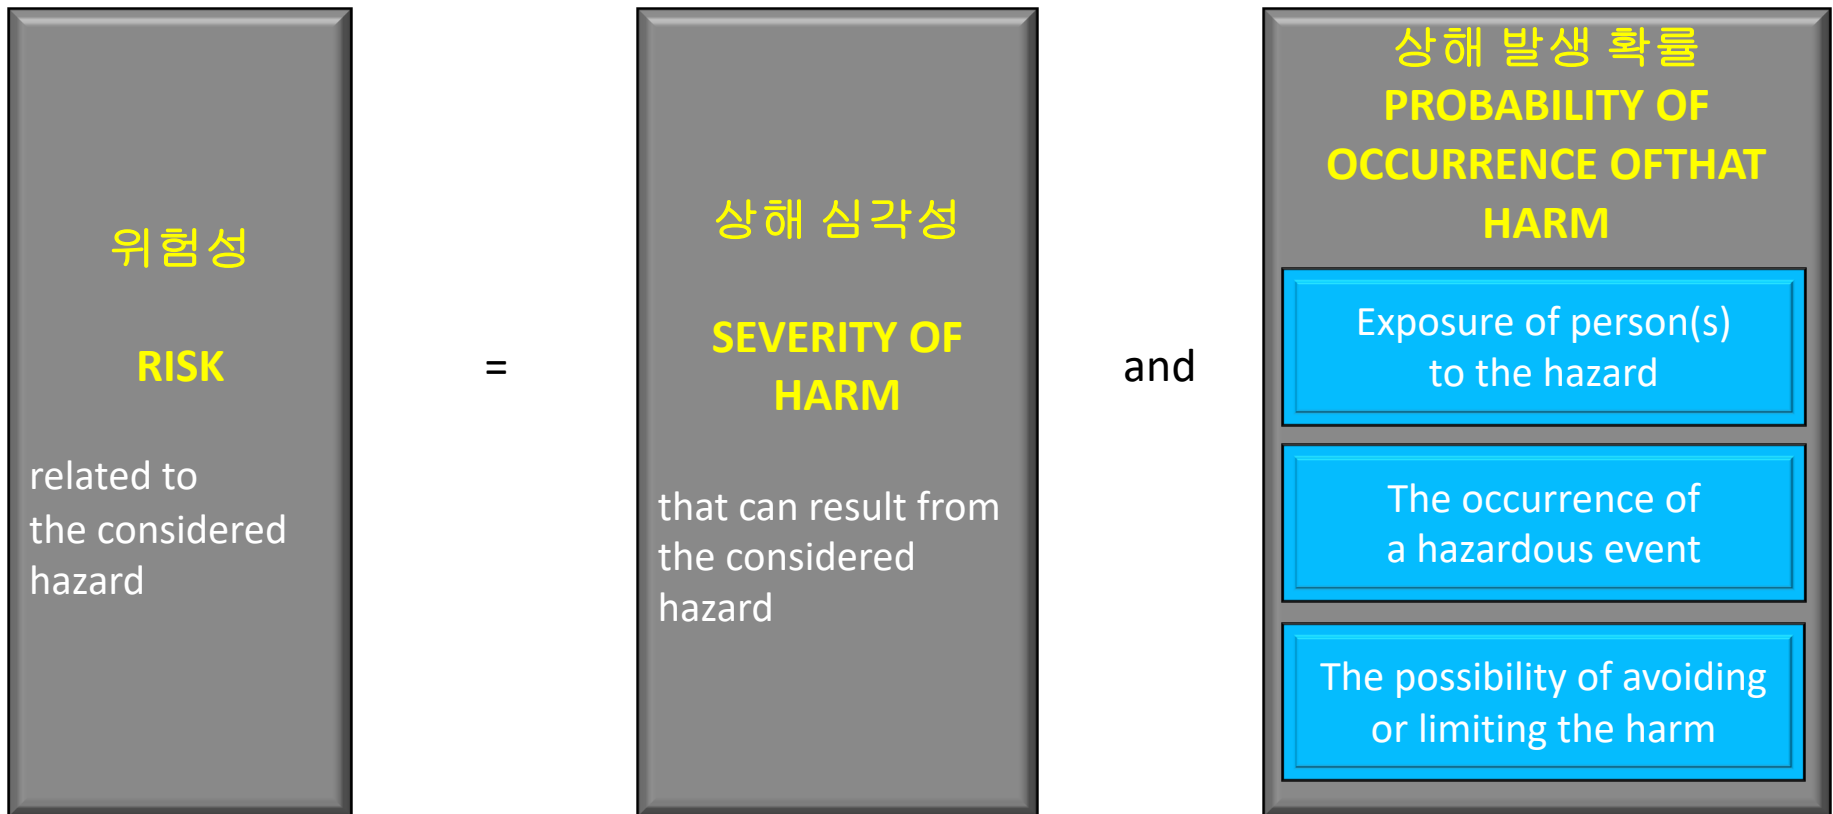 위험성
RISK
related to
the considered
hazard
=
상해 심각성
SEVERITY OF
HARM
that can result from
the considered
hazard
and
상해 발생 확률
PROBABILITY OF
OCCURRENCE OFTHAT
HARM
Exposure of person(s)
to the hazard
The occurrence of
a hazardous event
The possibility of avoiding
or limiting the harm